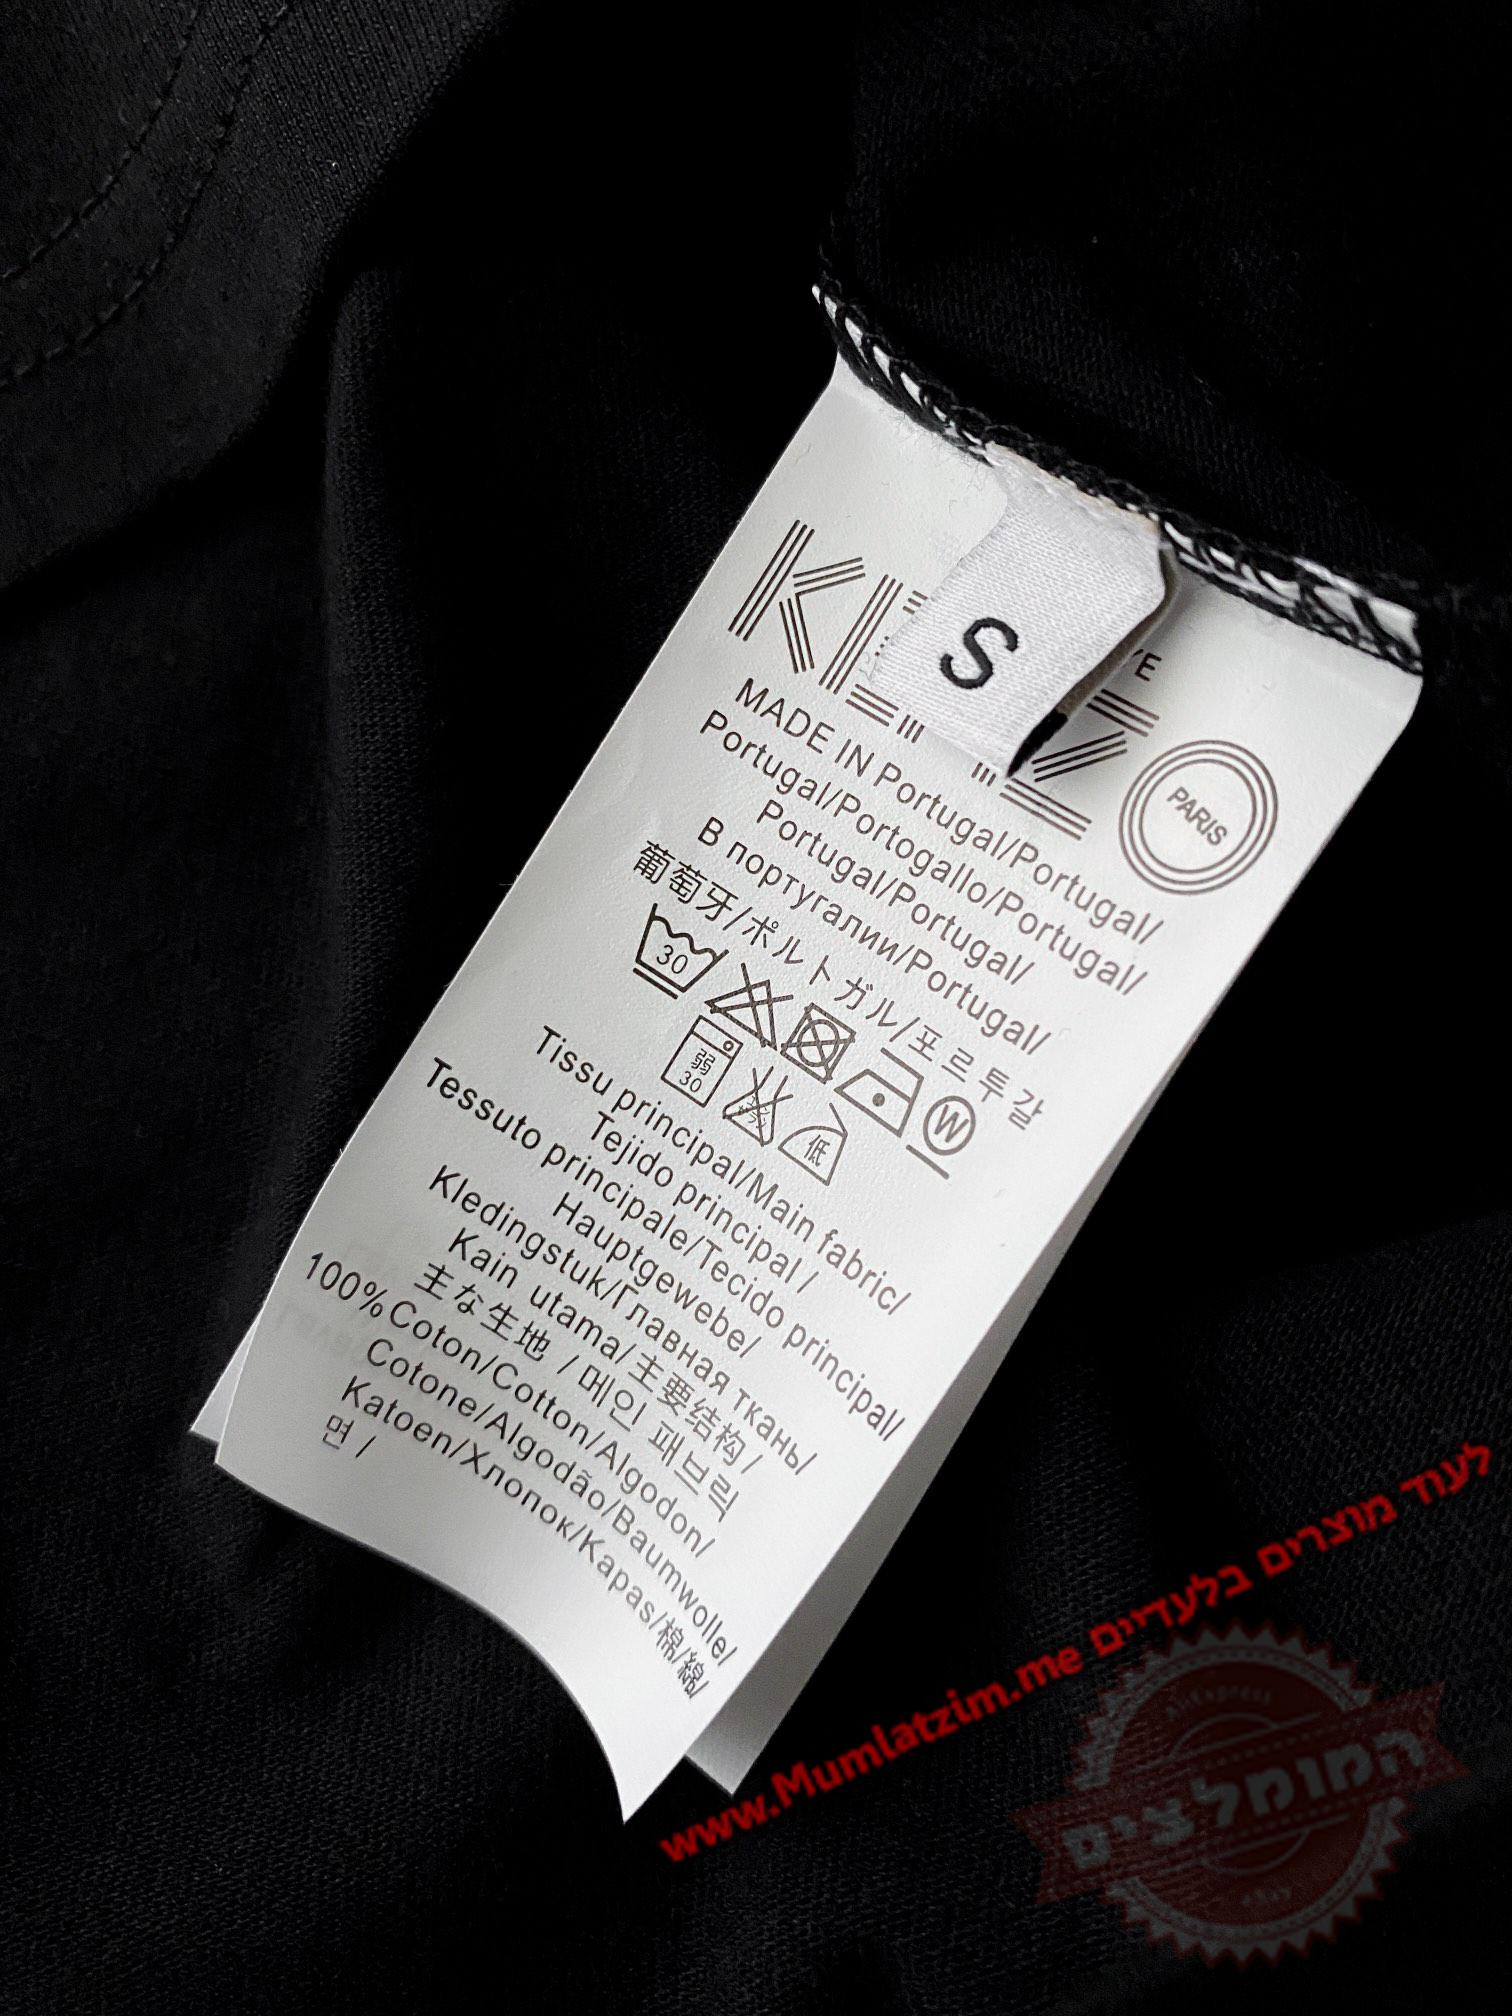 S
YE
PARIS
MADE IN Portugal/Portugal/
Portugal/Portogallo/Portugal/
Portugal/Portugal/
В португалии/Portugal/
葡萄牙/ポルトガル/포르투갈
30
W
弱
30
低
Tissu principal/Main fabric/
Tejido principal /
Tessuto principale/Tecido principal/
Hauptgewebe/
Kledingstuk/Главная ткань/
Kain utama/主要结构/
主な生地 /메인 패브릭
100%Coton/Cotton/Algodon/
Cotone/Algodão/Baumwolle/
Katoen/Хлопок/Kapas/棉/綿/
면 /
www.Mumlatzim.me לעוד מוצרים בלעדיים
AliExpress
המומלצים
eBay